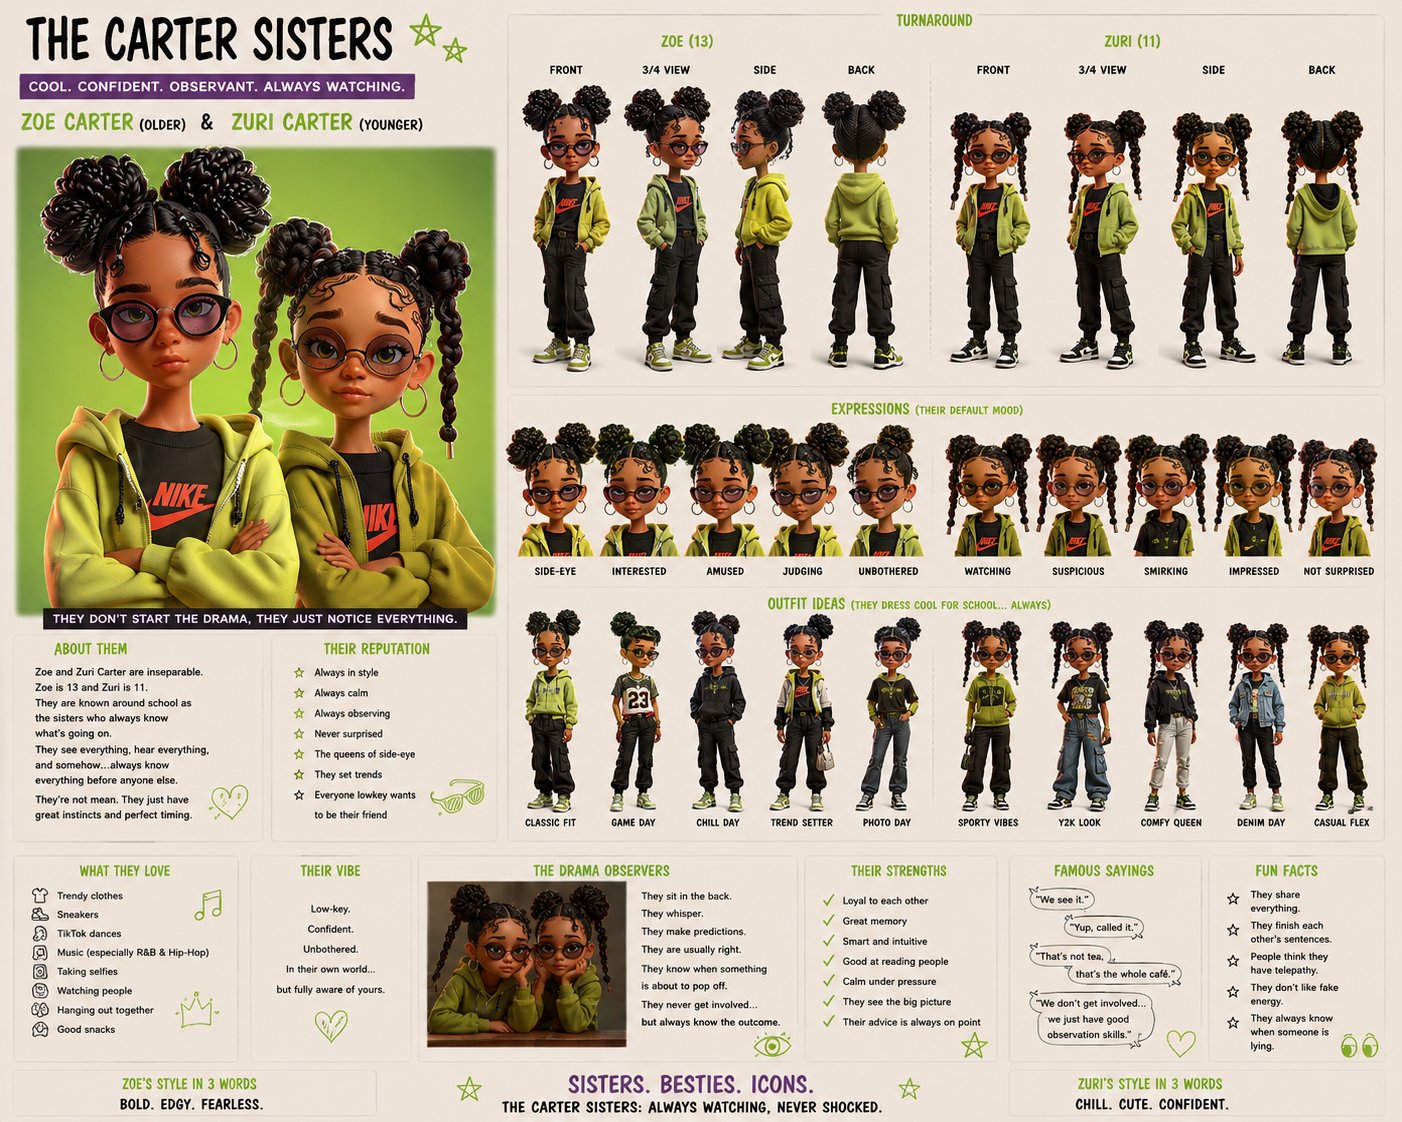 THE CARTER SISTERS
COOL. CONFIDENT. OBSERVANT. ALWAYS WATCHING.
ZOE CARTER (OLDER) & ZURI CARTER (YOUNGER)
NIKE
THEY DON'T START THE DRAMA, THEY JUST NOTICE EVERYTHING.
TURNAROUND
ZOE (13)
FRONT
3/4 VIEW
SIDE
BACK
ZURI (11)
FRONT
3/4 VIEW
SIDE
BACK
EXPRESSIONS (THEIR DEFAULT MOOD)
SIDE-EYE
INTERESTED
AMUSED
JUDGING
UNBOTHERED
WATCHING
SUSPICIOUS
SMIRKING
IMPRESSED
NOT SURPRISED
OUTFIT IDEAS (THEY DRESS COOL FOR SCHOOL... ALWAYS)
23
CLASSIC FIT
GAME DAY
CHILL DAY
TREND SETTER
PHOTO DAY
SPORTY VIBES
Y2K LOOK
COMFY QUEEN
DENIM DAY
CASUAL FLEX
ABOUT THEM
Zoe and Zuri Carter are inseparable.
Zoe is 13 and Zuri is 11.
They are known around school as
the sisters who always know
what's going on.
They see everything, hear everything,
and somehow...always know
everything before anyone else.
They're not mean. They just have
great instincts and perfect timing.
THEIR REPUTATION
Always in style
Always calm
Always observing
Never surprised
The queens of side-eye
They set trends
Everyone lowkey wants
to be their friend
WHAT THEY LOVE
Trendy clothes
Sneakers
TikTok dances
Music (especially R&B & Hip-Hop)
Taking selfies
Watching people
Hanging out together
Good snacks
THEIR VIBE
Low-key.
Confident.
Unbothered.
In their own world...
but fully aware of yours.
THE DRAMA OBSERVERS
They sit in the back.
They whisper.
They make predictions.
They are usually right.
They know when something
is about to pop off.
They never get involved...
but always know the outcome.
THEIR STRENGTHS
Loyal to each other
Great memory
Smart and intuitive
Good at reading people
Calm under pressure
They see the big picture
Their advice is always on point
FAMOUS SAYINGS
"We see it."
"Yup, called it."
"That's not tea,
that's the whole café."
"We don't get involved...
we just have good
observation skills."
FUN FACTS
They share
everything.
They finish each
other's sentences.
People think they
have telepathy.
They don't like fake
energy.
They always know
when someone is
lying.
ZOE'S STYLE IN 3 WORDS
BOLD. EDGY. FEARLESS.
SISTERS. BESTIES. ICONS.
THE CARTER SISTERS: ALWAYS WATCHING, NEVER SHOCKED.
ZURI'S STYLE IN 3 WORDS
CHILL. CUTE. CONFIDENT.